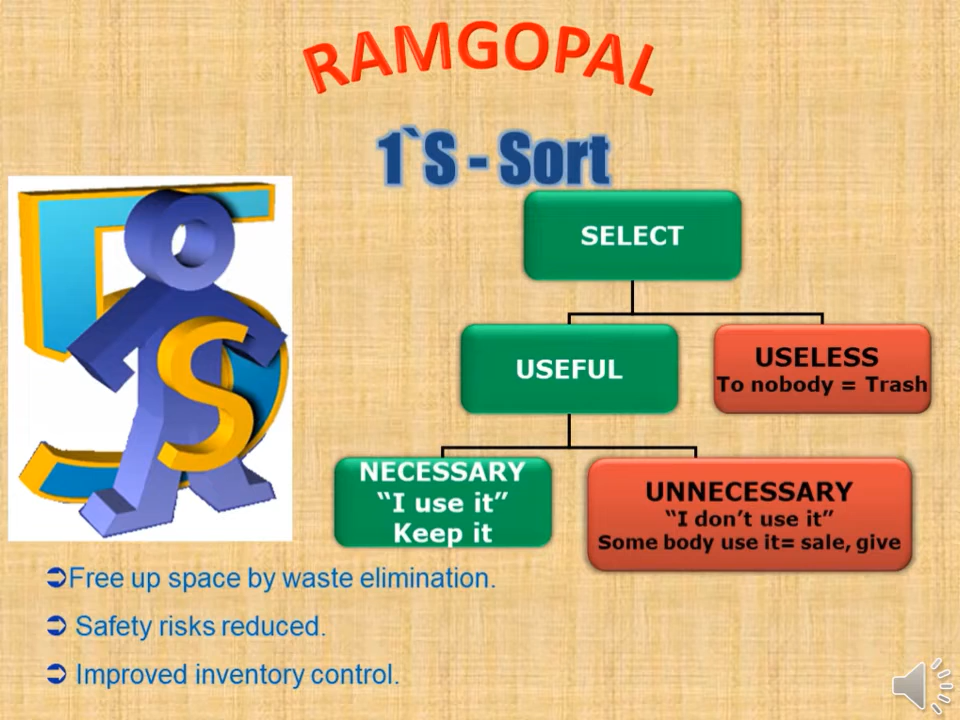 RAMGOPAL
1`S - Sort
5
S
SELECT
USEFUL
USELESS
To nobody = Trash
NECESSARY
“I use it”
Keep it
UNNECESSARY
“I don’t use it”
Some body use it= sale, give
➲Free up space by waste elimination.
➲ Safety risks reduced.
➲ Improved inventory control.